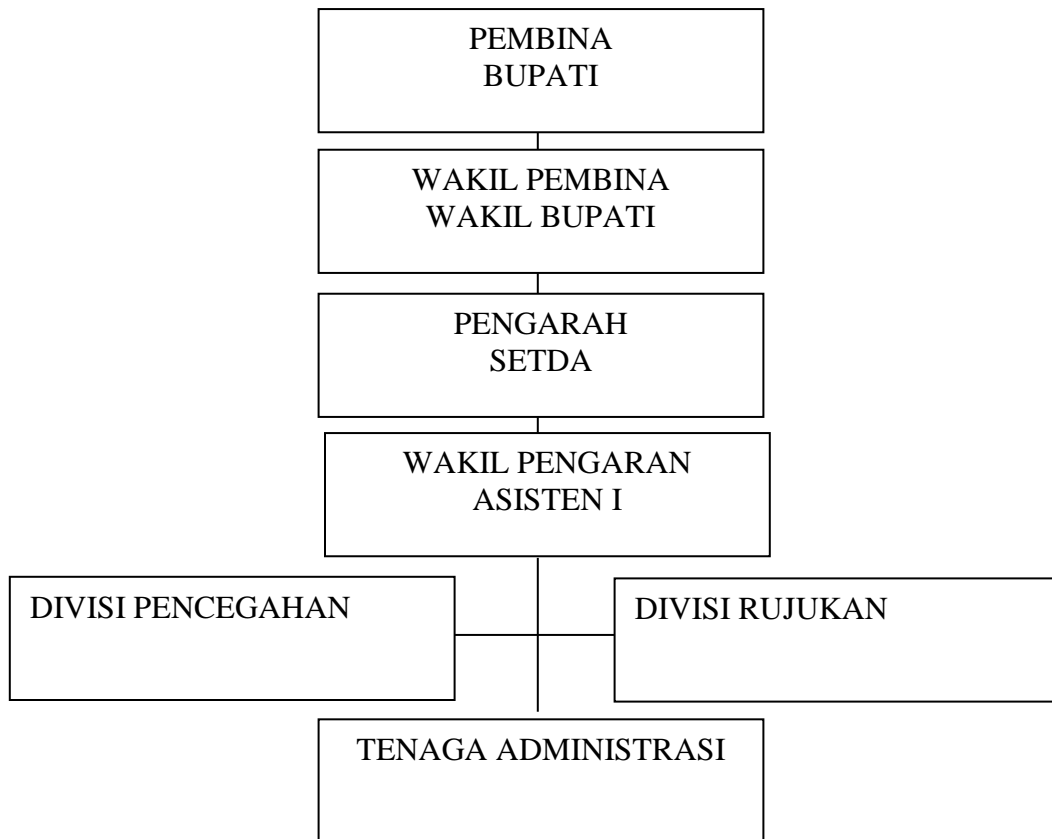 PEMBINA
BUPATI
WAKIL PEMBINA
WAKIL BUPATI
PENGARAH
SETDA
WAKIL PENGARAN
ASISTEN I
DIVISI PENCEGAHAN
DIVISI RUJUKAN
TENAGA ADMINISTRASI